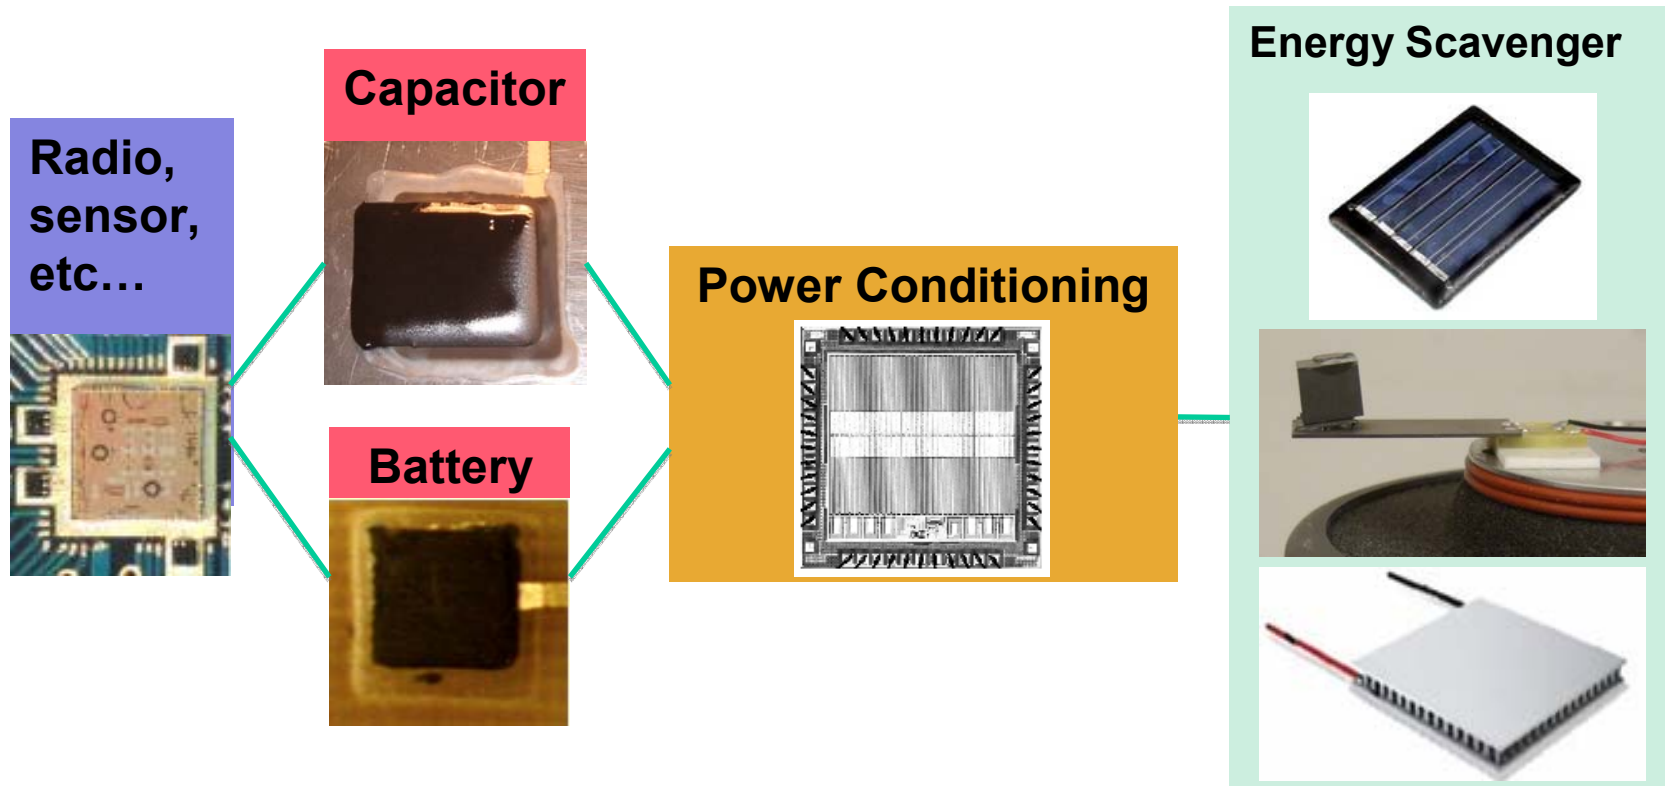 Radio,
sensor,
etc...
Capacitor
Battery
Power Conditioning
Energy Scavenger